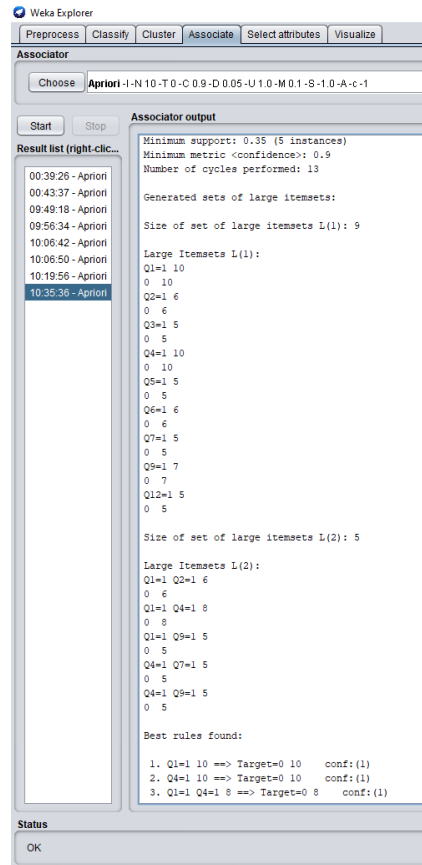 Weka Explorer
Preprocess Classify Cluster Associate Select attributes Visualize
Associator
Choose Apriori -I -N 10 -T 0 -C 0.9 -D 0.05 -U 1.0 -M 0.1 -S -1.0 -A -c -1
Start Stop
Result list (right-clic...
00:39:26 - Apriori
00:43:37 - Apriori
09:49:18 - Apriori
09:56:34 - Apriori
10:06:42 - Apriori
10:06:50 - Apriori
10:19:56 - Apriori
10:35:36 - Apriori
Associator output
Minimum support: 0.35 (5 instances)
Minimum metric <confidence>: 0.9
Number of cycles performed: 13
Generated sets of large itemsets:
Size of set of large itemsets L(1): 9
Large Itemsets L(1):
Q1=1 10
0 10
Q2=1 6
0 6
Q3=1 5
0 5
Q4=1 10
0 10
Q5=1 5
0 5
Q6=1 6
0 6
Q7=1 5
0 5
Q9=1 7
0 7
Q12=1 5
0 5
Size of set of large itemsets L(2): 5
Large Itemsets L(2):
Q1=1 Q2=1 6
0 6
Q1=1 Q4=1 8
0 8
Q1=1 Q9=1 5
0 5
Q4=1 Q7=1 5
0 5
Q4=1 Q9=1 5
0 5
Best rules found:
1. Q1=1 10 ==> Target=0 10 conf:(1)
2. Q4=1 10 ==> Target=0 10 conf:(1)
3. Q1=1 Q4=1 8 ==> Target=0 8 conf:(1)
Status
OK